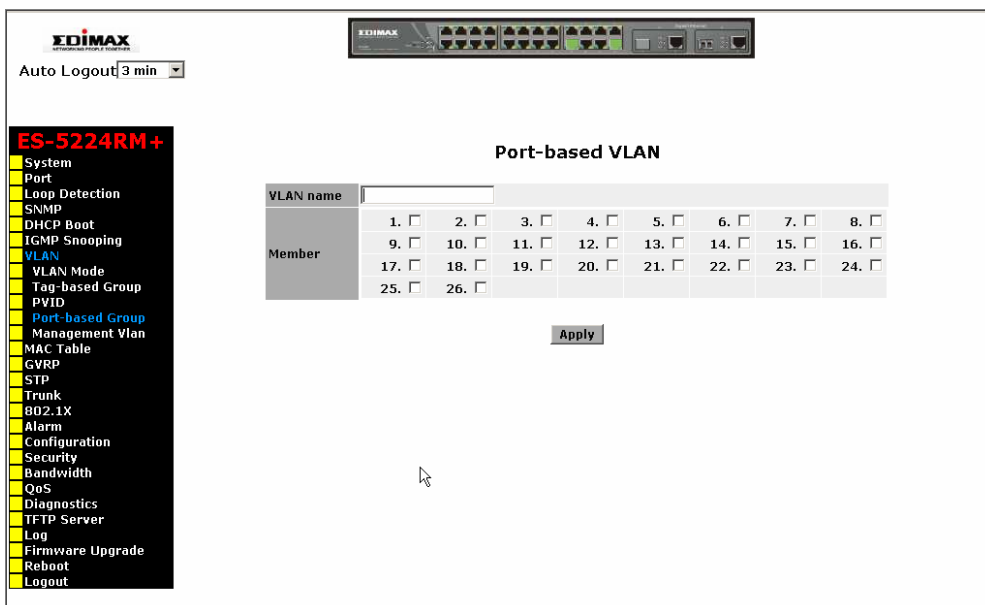 EDIMAX
NETWORKING PEOPLE TOGETHER
EDIMAX
Auto Logout 3 min
ES-5224RM+
System
Port
Loop Detection
SNMP
DHCP Boot
IGMP Snooping
VLAN
VLAN Mode
Tag-based Group
PVID
Port-based Group
Management Vlan
MAC Table
GVRP
STP
Trunk
802.1X
Alarm
Configuration
Security
Bandwidth
QoS
Diagnostics
TFTP Server
Log
Firmware Upgrade
Reboot
Logout
Port-based VLAN
VLAN name
Member
1. 2. 3. 4. 5. 6. 7. 8.
9. 10. 11. 12. 13. 14. 15. 16.
17. 18. 19. 20. 21. 22. 23. 24.
25. 26.
Apply